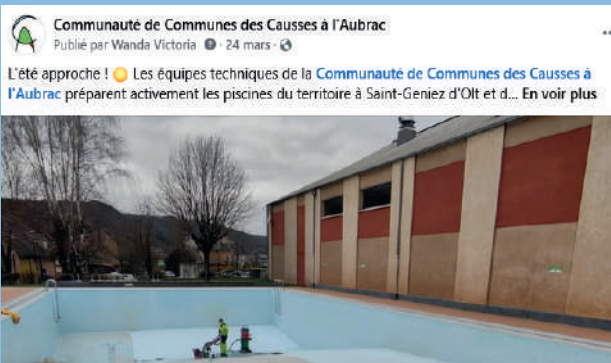 Communauté de Communes des Causses à l'Aubrac
Publié par Wanda Victoria · 24 mars ·
L'été approche ! Les équipes techniques de la Communauté de Communes des Causses à
l'Aubrac préparent activement les piscines du territoire à Saint-Geniez d'Olt et d... En voir plus